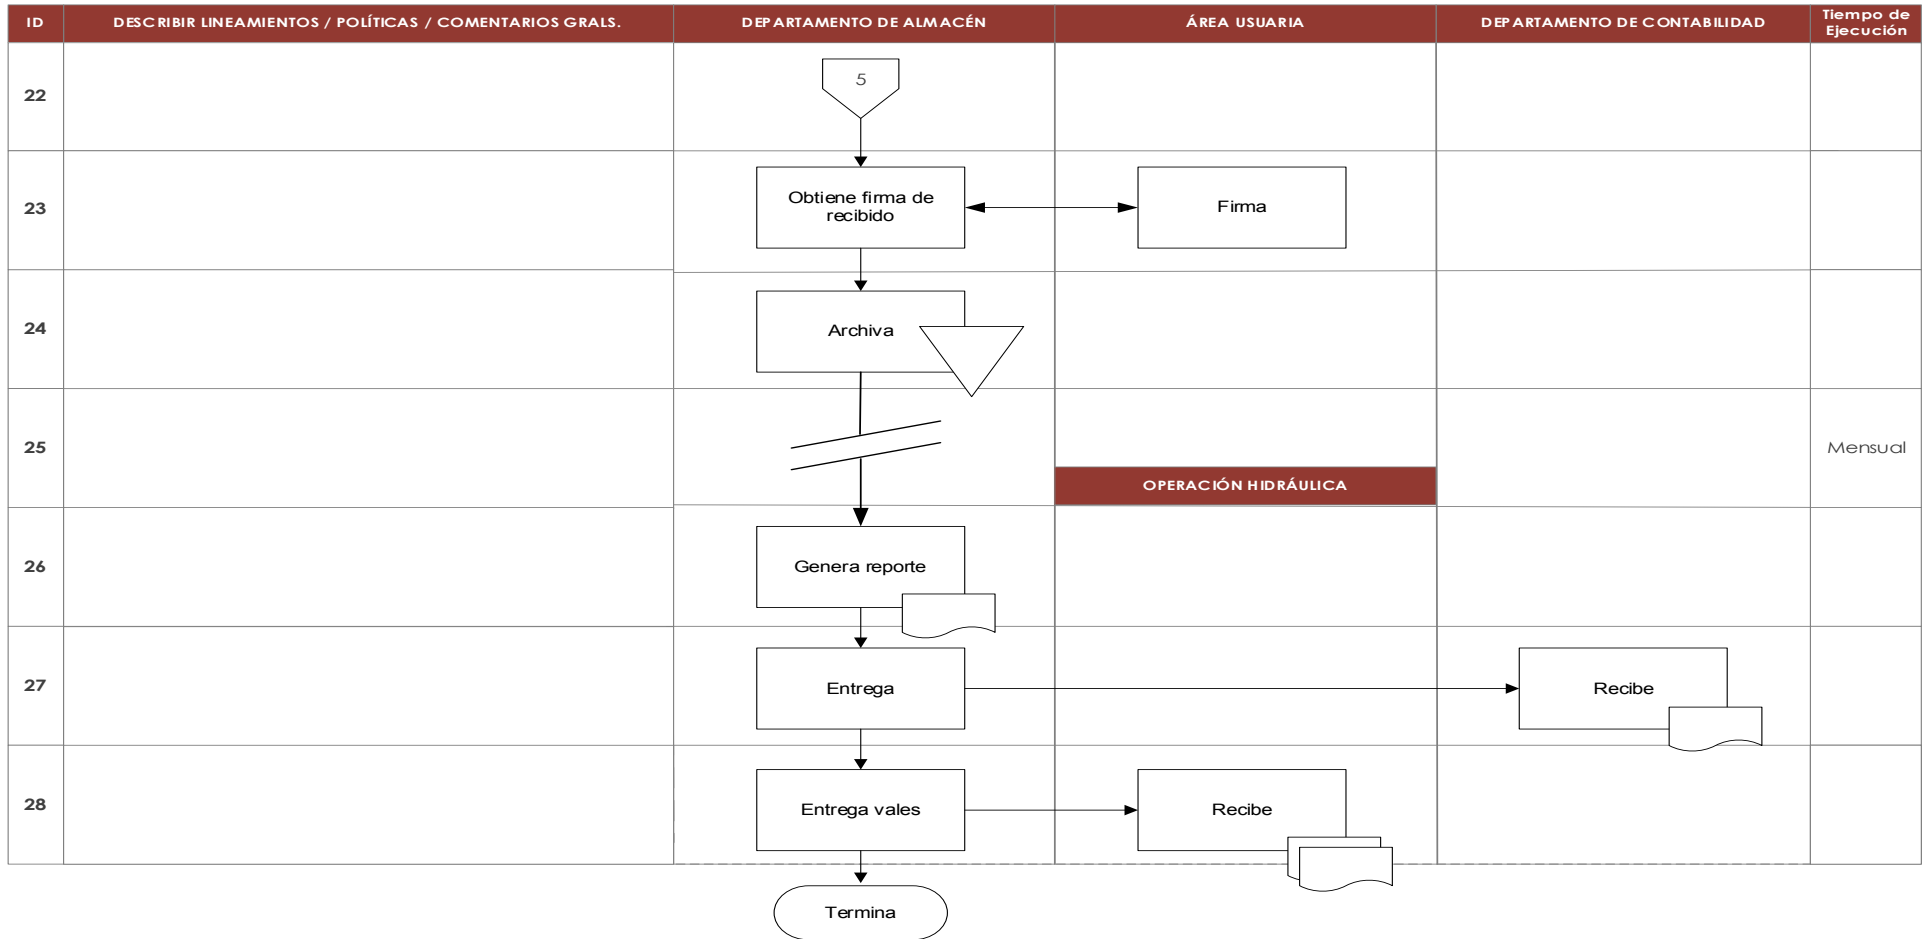 ID
DESCRIBIR LINEAMIENTOS / POLÍTICAS / COMENTARIOS GRALS.
DEPARTAMENTO DE ALMACÉN
ÁREA USUARIA
DEPARTAMENTO DE CONTABILIDAD
Tiempo de
Ejecución
22
5
23
Obtiene firma de
recibido
Firma
24
Archiva
25
Mensual
OPERACIÓN HIDRÁULICA
26
Genera reporte
27
Entrega
Recibe
28
Entrega vales
Recibe
Termina